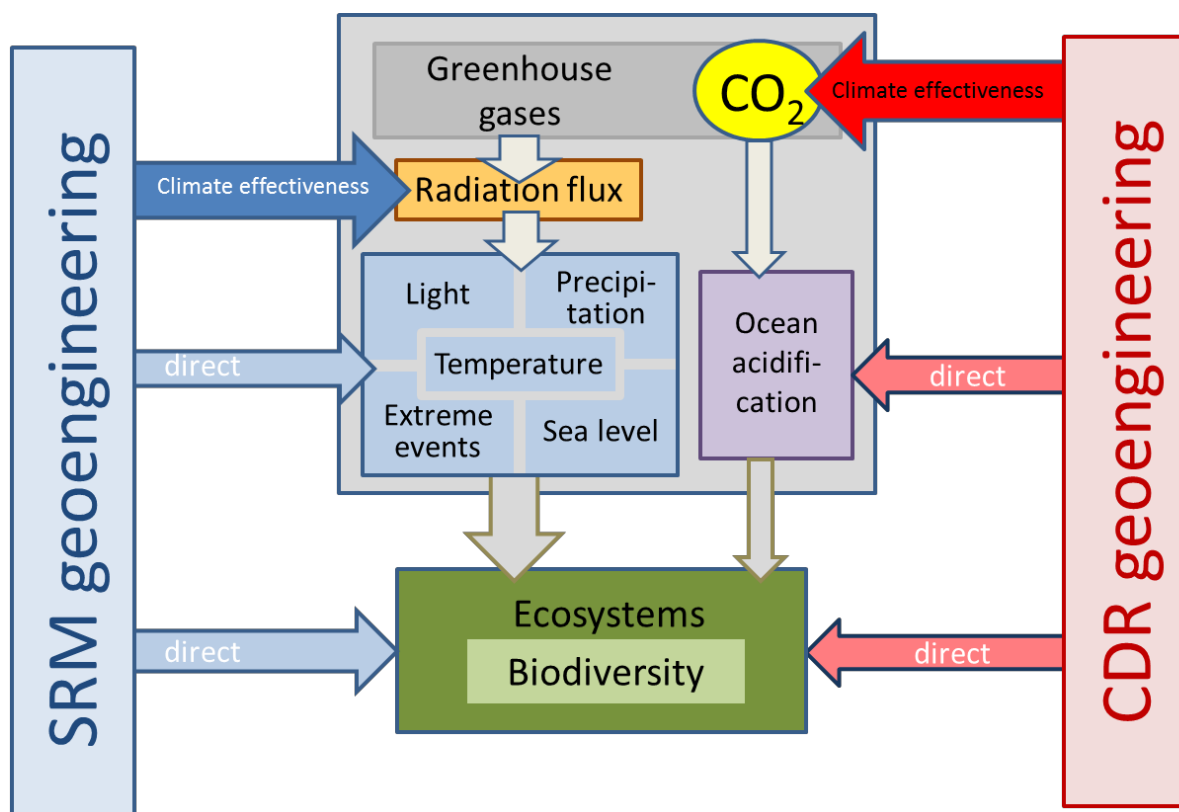 SRM geoengineering
Greenhouse
gases
CO₂
Climate effectiveness
Climate effectiveness
Radiation flux
Light
Precipi-
tation
Temperature
Extreme
events
Sea level
Ocean
acidifi-
cation
direct
direct
Ecosystems
Biodiversity
direct
direct
CDR geoengineering